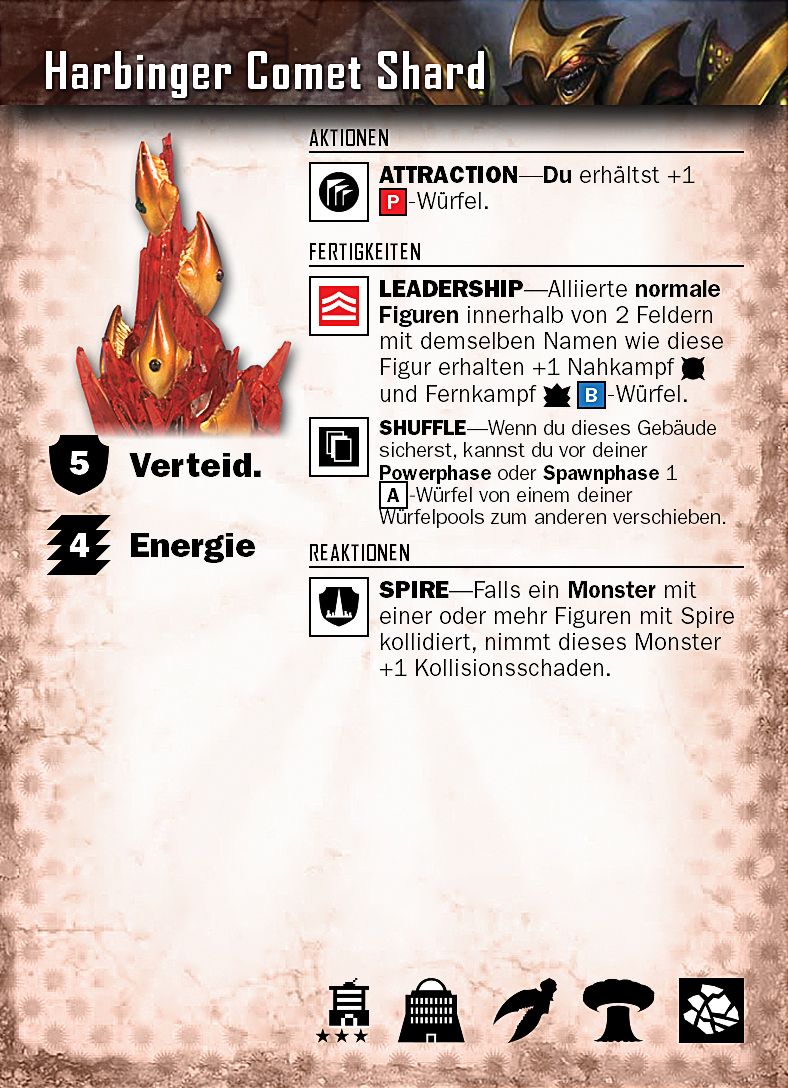 Harbinger Comet Shard
AKTIONEN
ATTRACTION—Du erhältst +1
P-Würfel.
FERTIGKEITEN
LEADERSHIP—Alliierte normale
Figuren innerhalb von 2 Feldern
mit demselben Namen wie diese
Figur erhalten +1 Nahkampf
und Fernkampf B-Würfel.
SHUFFLE—Wenn du dieses Gebäude
sicherst, kannst du vor deiner
Powerphase oder Spawnphase 1
A-Würfel von einem deiner
Würfelpools zum anderen verschieben.
5 Verteid.
4 Energie
REAKTIONEN
SPIRE—Falls ein Monster mit
einer oder mehr Figuren mit Spire
kollidiert, nimmt dieses Monster
+1 Kollisionsschaden.